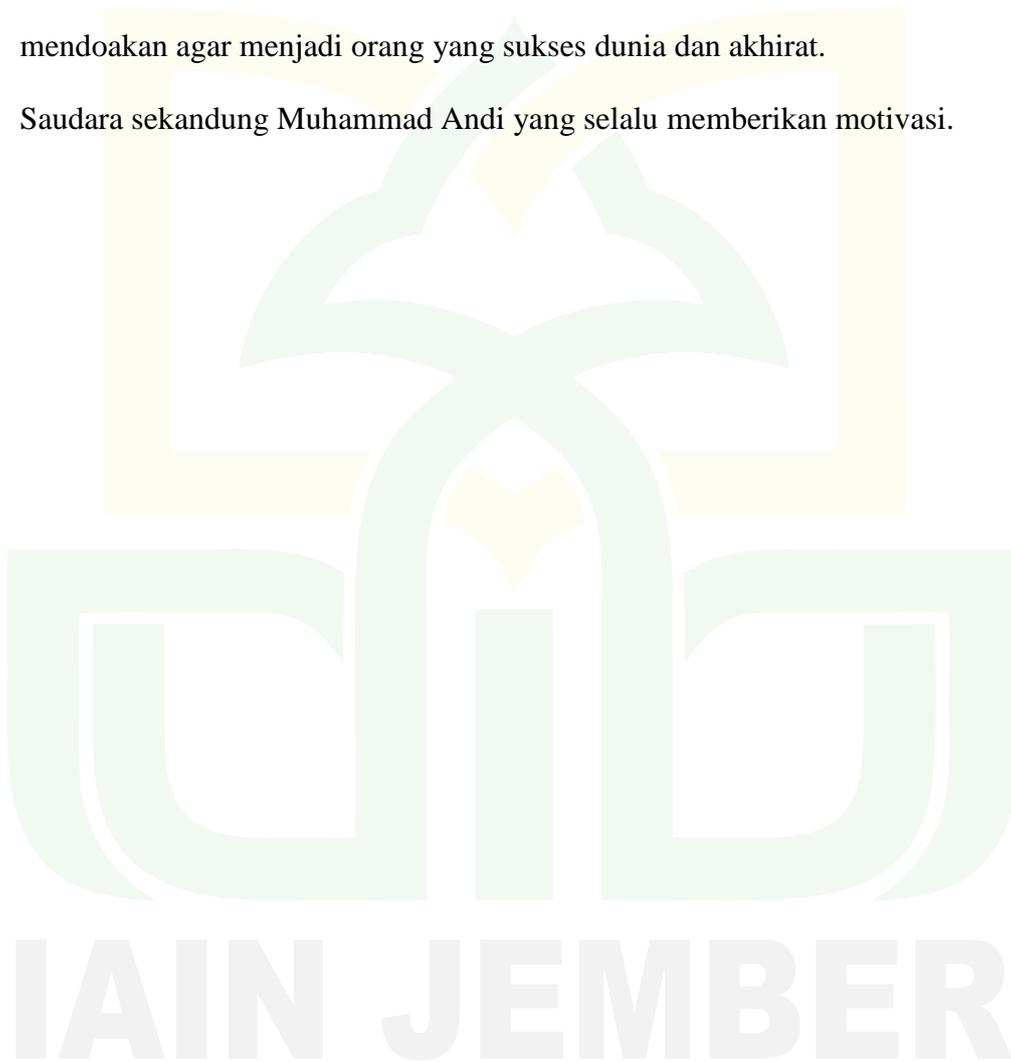 mendoakan agar menjadi orang yang sukses dunia dan akhirat.
Saudara sekandung Muhammad Andi yang selalu memberikan motivasi.
IAIN JEMBER